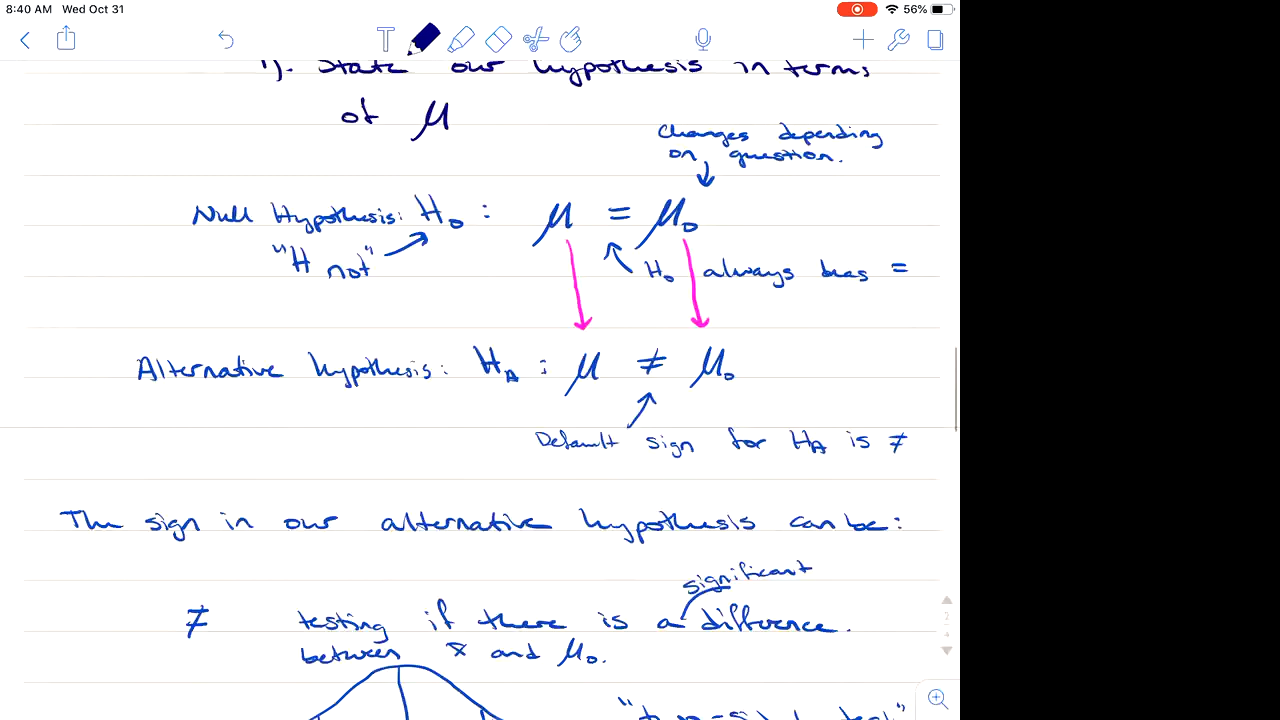 8:40 AM Wed Oct 31
56%
T
1). State our hypothesis in terms
of μ
Changes depending
on question.
Null Hypothesis: H₀ : μ = μ₀
"H not"
H₀ always has =
Alternative hypothesis: H_A : μ ≠ μ₀
Default sign for H_A is ≠
The sign in our alternative hypothesis can be:
significant
≠ testing if there is a difference.
between x̄ and μ₀.